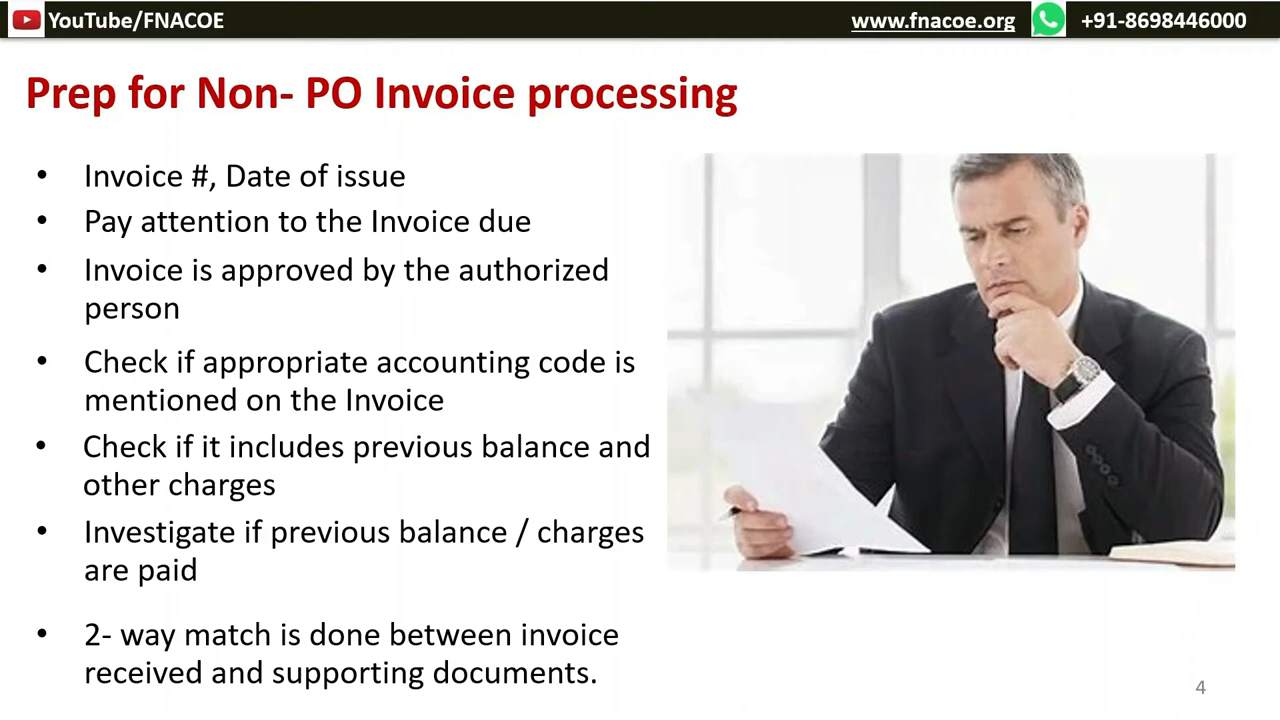 YouTube/FNACOE
www.fnacoe.org
+91-8698446000
Prep for Non- PO Invoice processing
• Invoice #, Date of issue
• Pay attention to the Invoice due
• Invoice is approved by the authorized
person
• Check if appropriate accounting code is
mentioned on the Invoice
• Check if it includes previous balance and
other charges
• Investigate if previous balance / charges
are paid
• 2- way match is done between invoice
received and supporting documents.
4